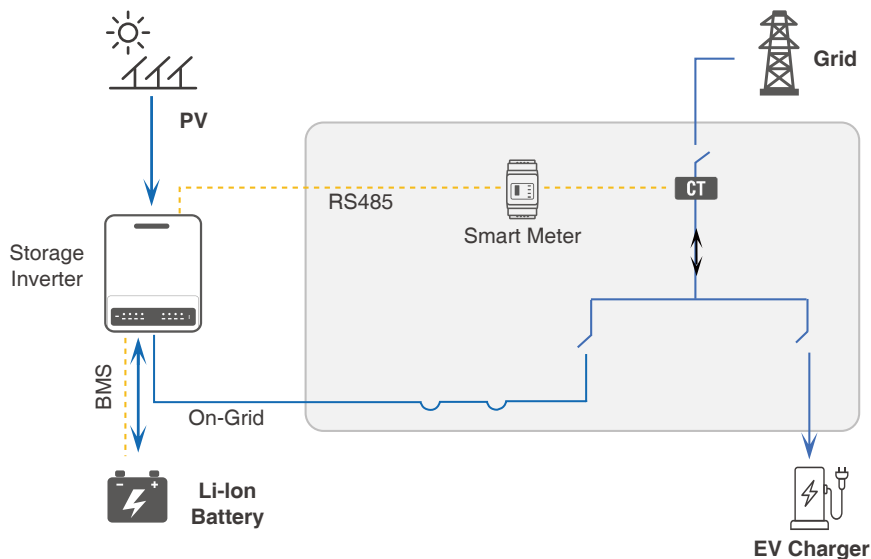 Grid
PV
CT
RS485
Smart Meter
Storage
Inverter
BMS
On-Grid
Li-Ion
Battery
EV Charger